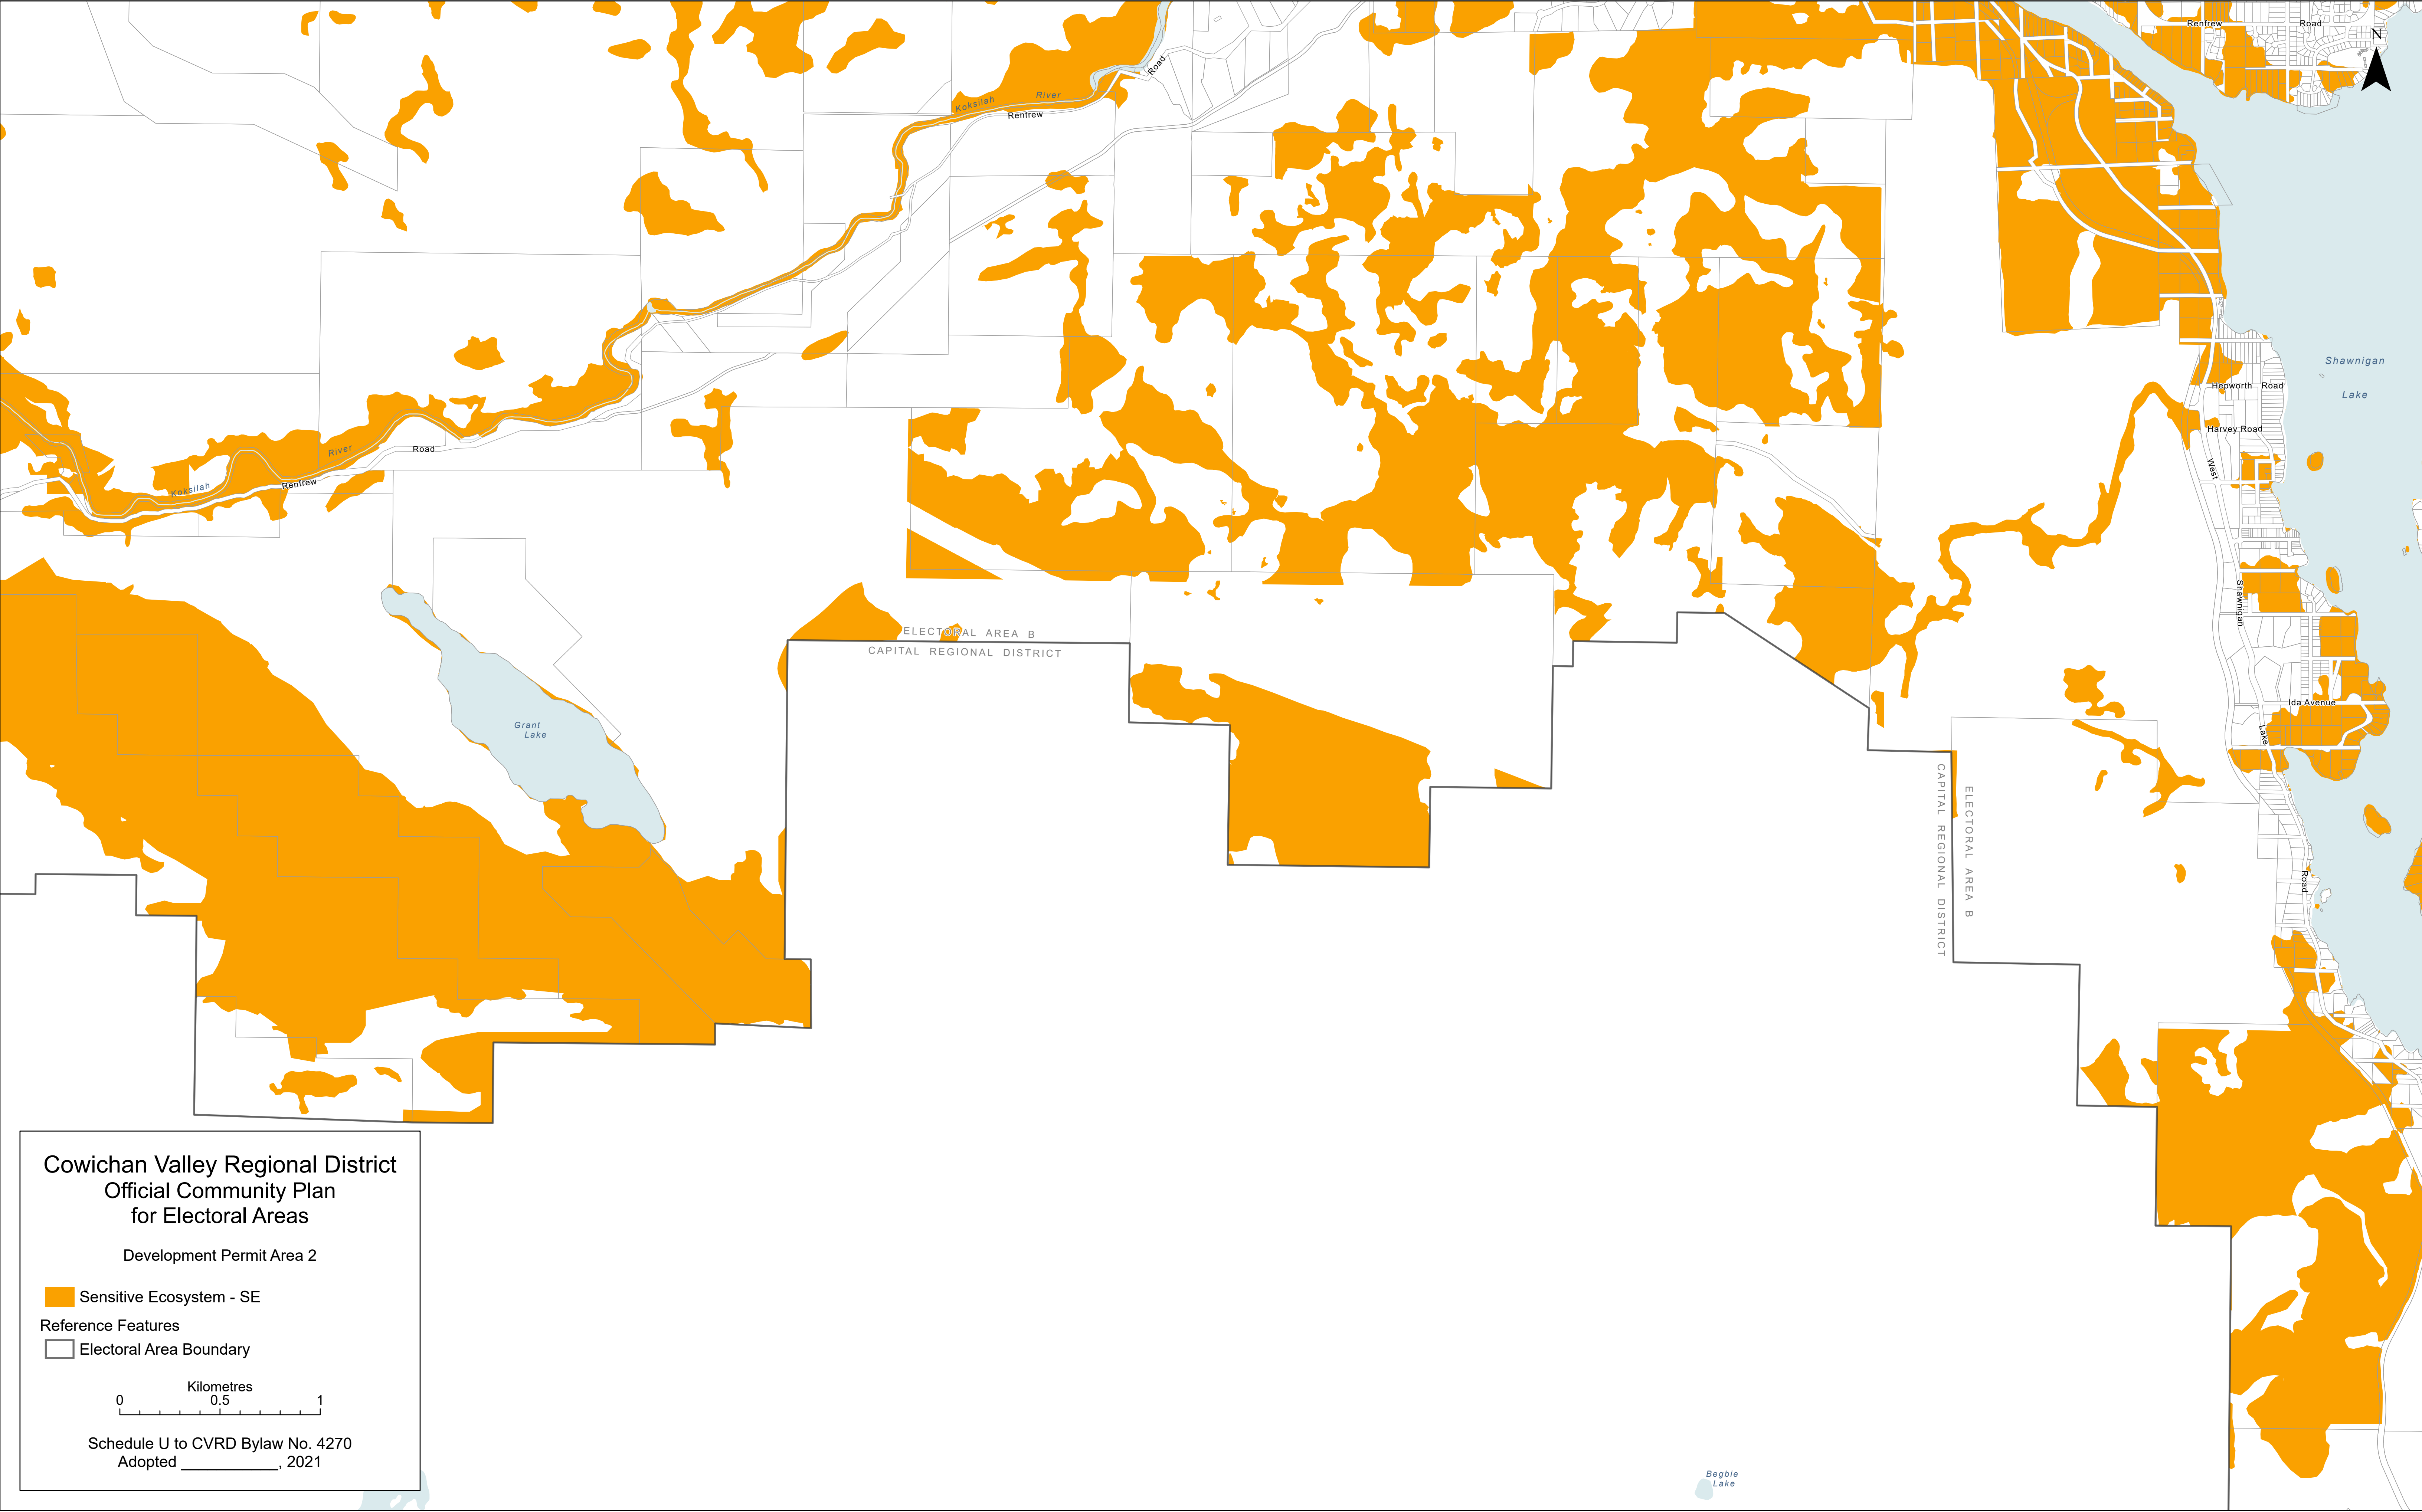 Renfrew Road
N
Road
Koksilah River
Renfrew
Shawnigan
Lake
Hepworth Road
Harvey Road
River
Road
Koksilah
Renfrew
West
Shawnigan
ELECTORAL AREA B
CAPITAL REGIONAL DISTRICT
Grant
Lake
Ida Avenue
Lake
CAPITAL REGIONAL DISTRICT
ELECTORAL AREA B
Road
Cowichan Valley Regional District
Official Community Plan
for Electoral Areas
Development Permit Area 2
Sensitive Ecosystem - SE
Reference Features
Electoral Area Boundary
Kilometres
0 0.5 1
Schedule U to CVRD Bylaw No. 4270
Adopted ___________, 2021
Begbie
Lake